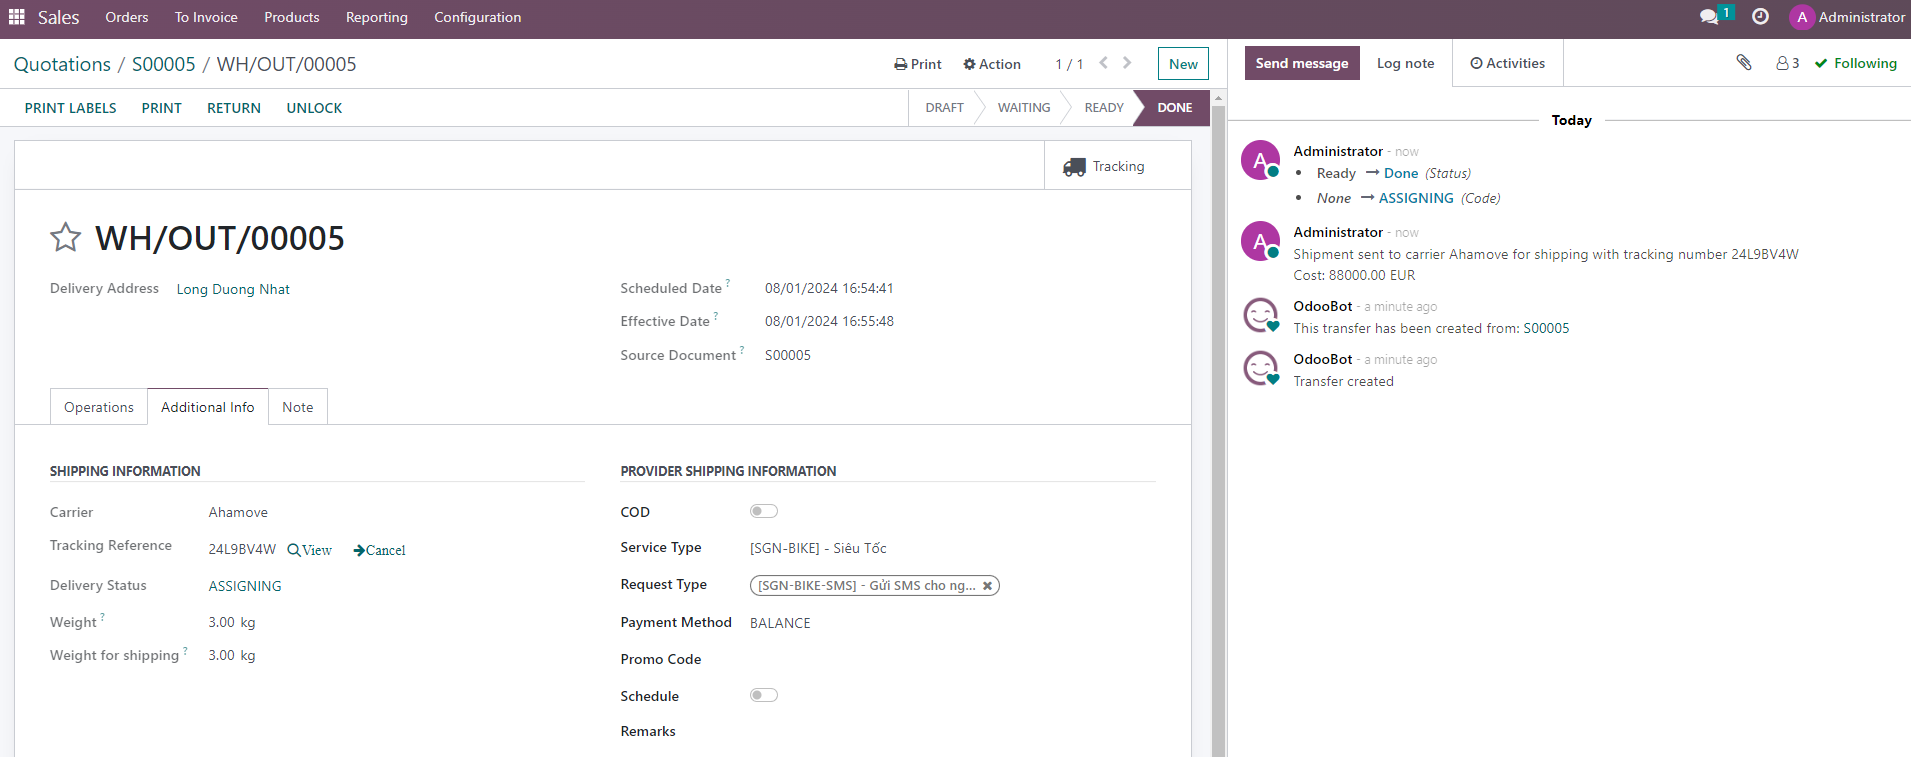 Sales Orders To Invoice Products Reporting Configuration 1 A Administrator
Quotations / S00005 / WH/OUT/00005 Print Action 1 / 1 New
Send message Log note Activities 3 Following
PRINT LABELS PRINT RETURN UNLOCK DRAFT WAITING READY DONE
Tracking
WH/OUT/00005
Delivery Address Long Duong Nhat
Scheduled Date ? 08/01/2024 16:54:41
Effective Date ? 08/01/2024 16:55:48
Source Document ? S00005
Operations Additional Info Note
SHIPPING INFORMATION
Carrier Ahamove
Tracking Reference 24L9BV4W View Cancel
Delivery Status ASSIGNING
Weight ? 3.00 kg
Weight for shipping ? 3.00 kg
PROVIDER SHIPPING INFORMATION
COD
Service Type [SGN-BIKE] - Siêu Tốc
Request Type [SGN-BIKE-SMS] - Gửi SMS cho ng...
Payment Method BALANCE
Promo Code
Schedule
Remarks
Today
A Administrator - now
Ready → Done (Status)
None → ASSIGNING (Code)
A Administrator - now
Shipment sent to carrier Ahamove for shipping with tracking number 24L9BV4W
Cost: 88000.00 EUR
OdooBot - a minute ago
This transfer has been created from: S00005
OdooBot - a minute ago
Transfer created